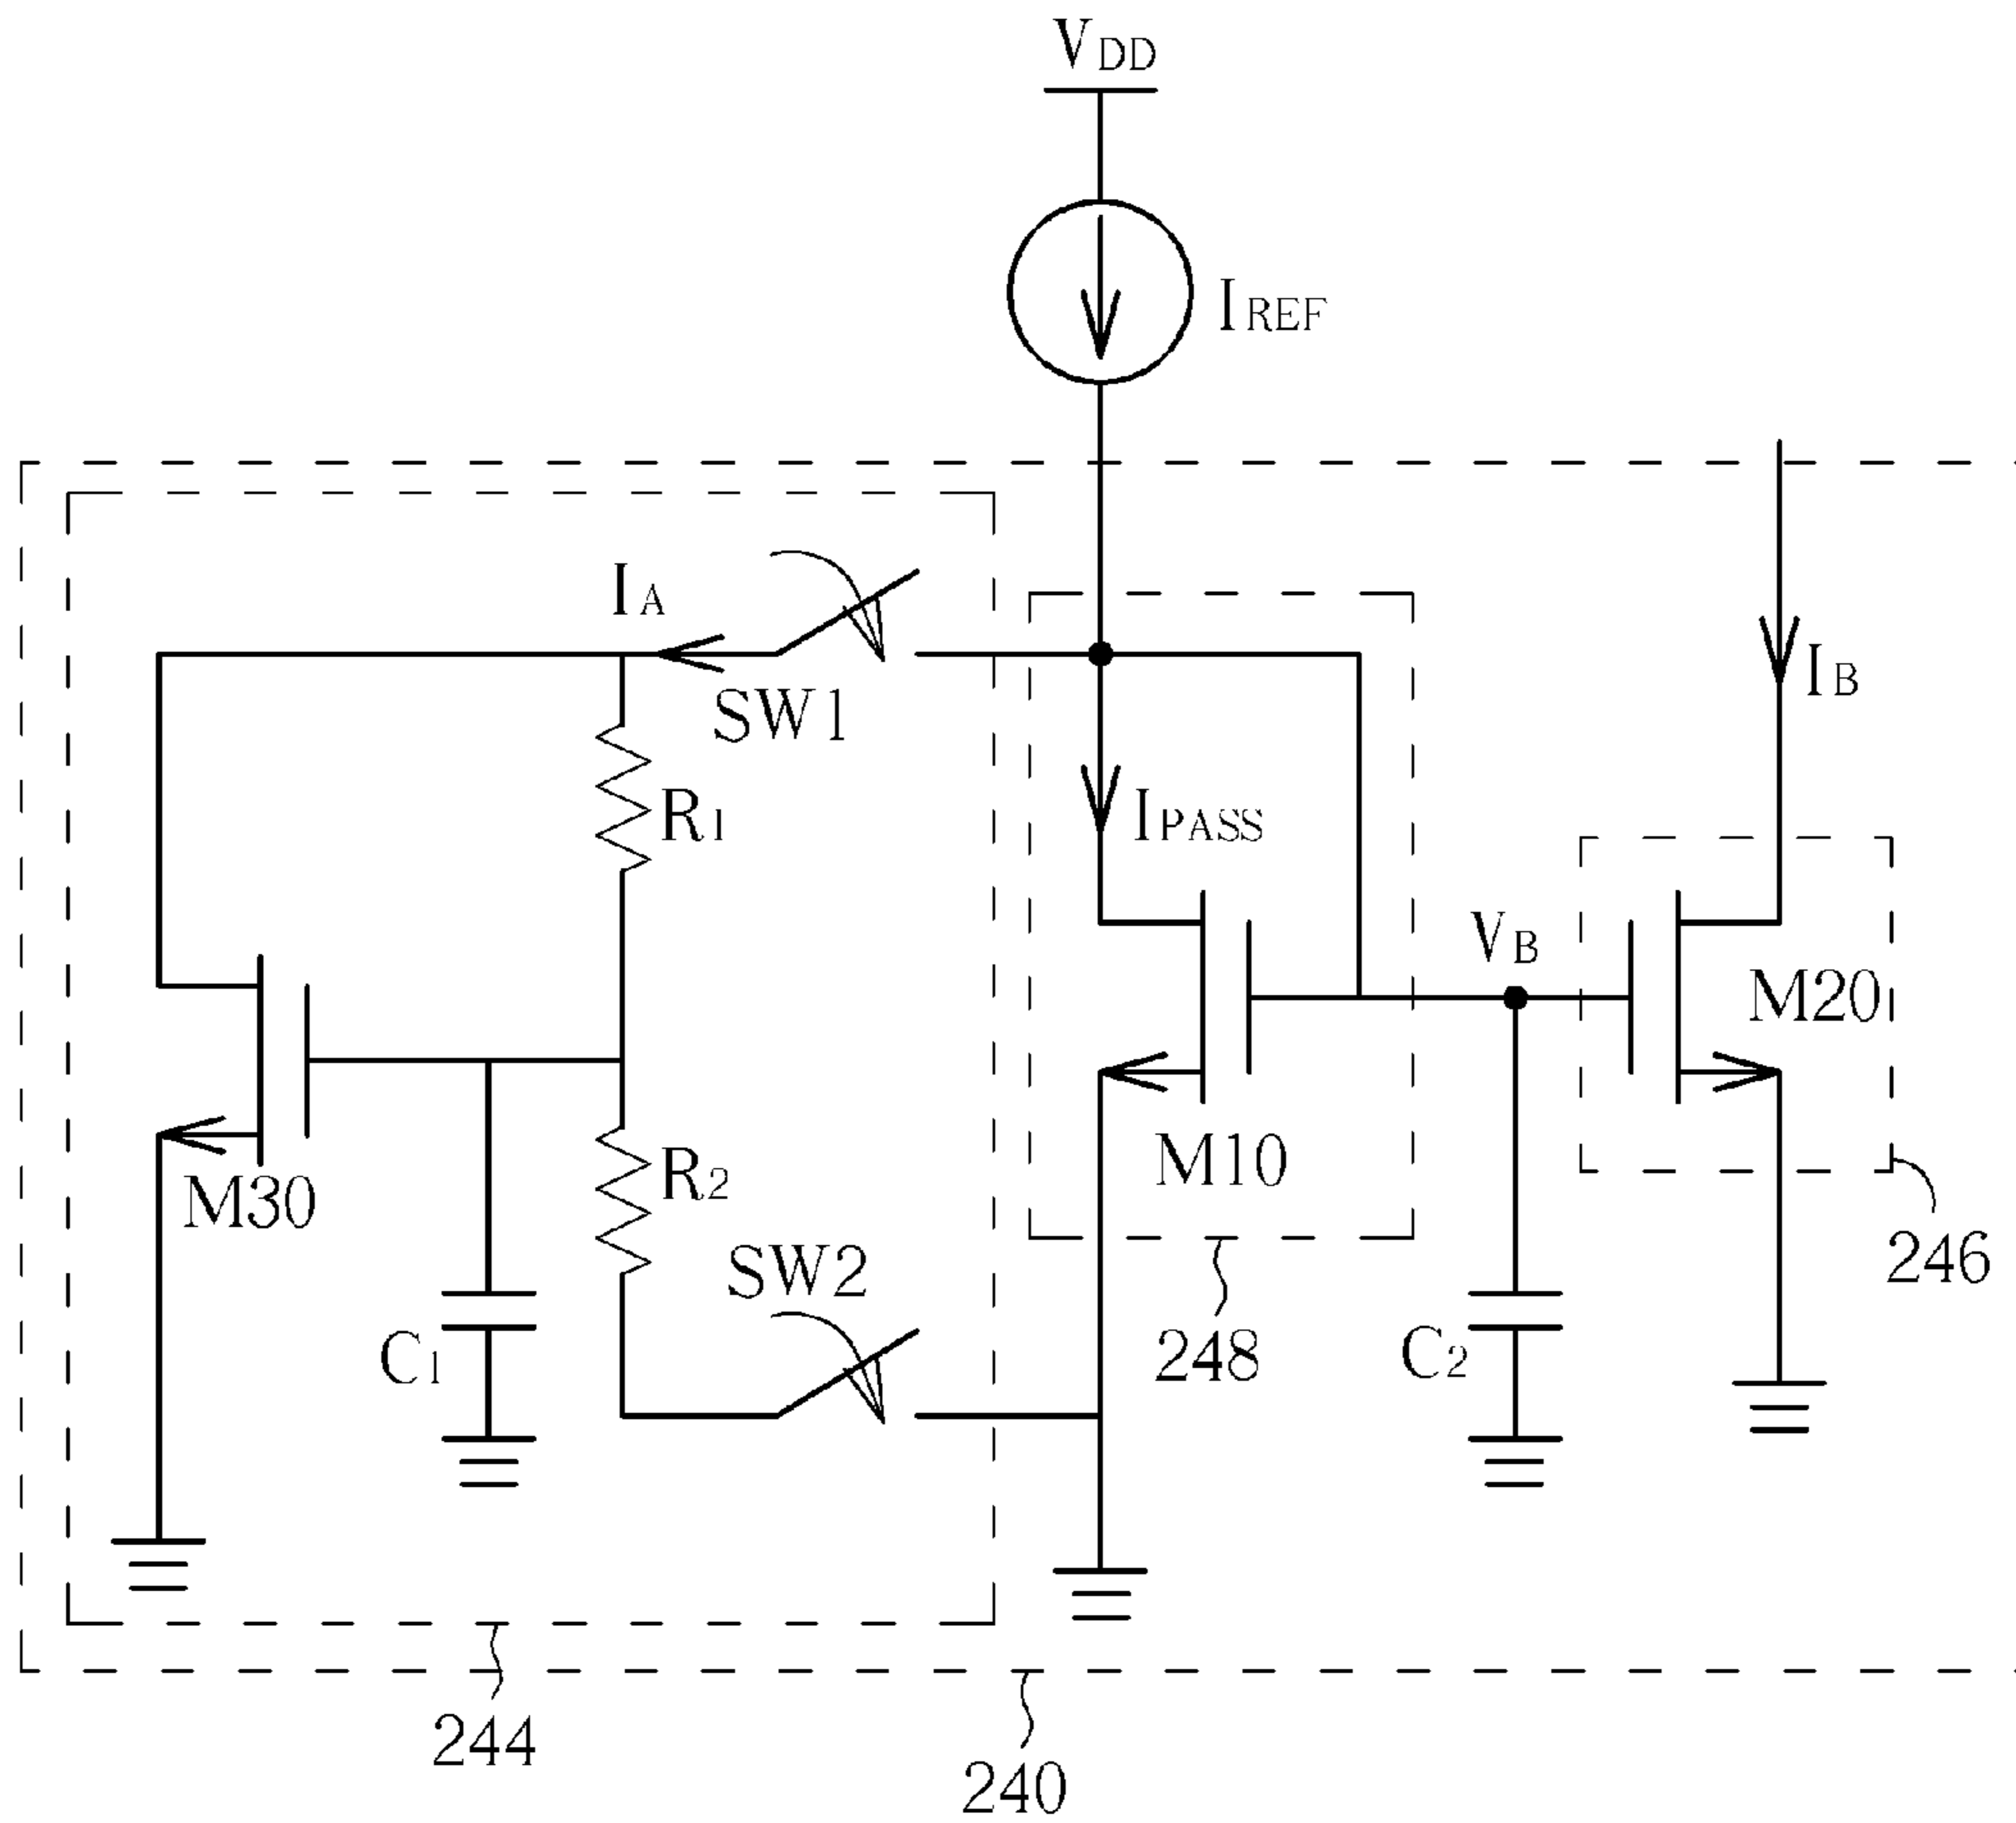 VDD
IREF
IA
SW1
IB
R1
IPASS
VB
M20
M10
R2
M30
SW2
246
C1
248
C2
244
240